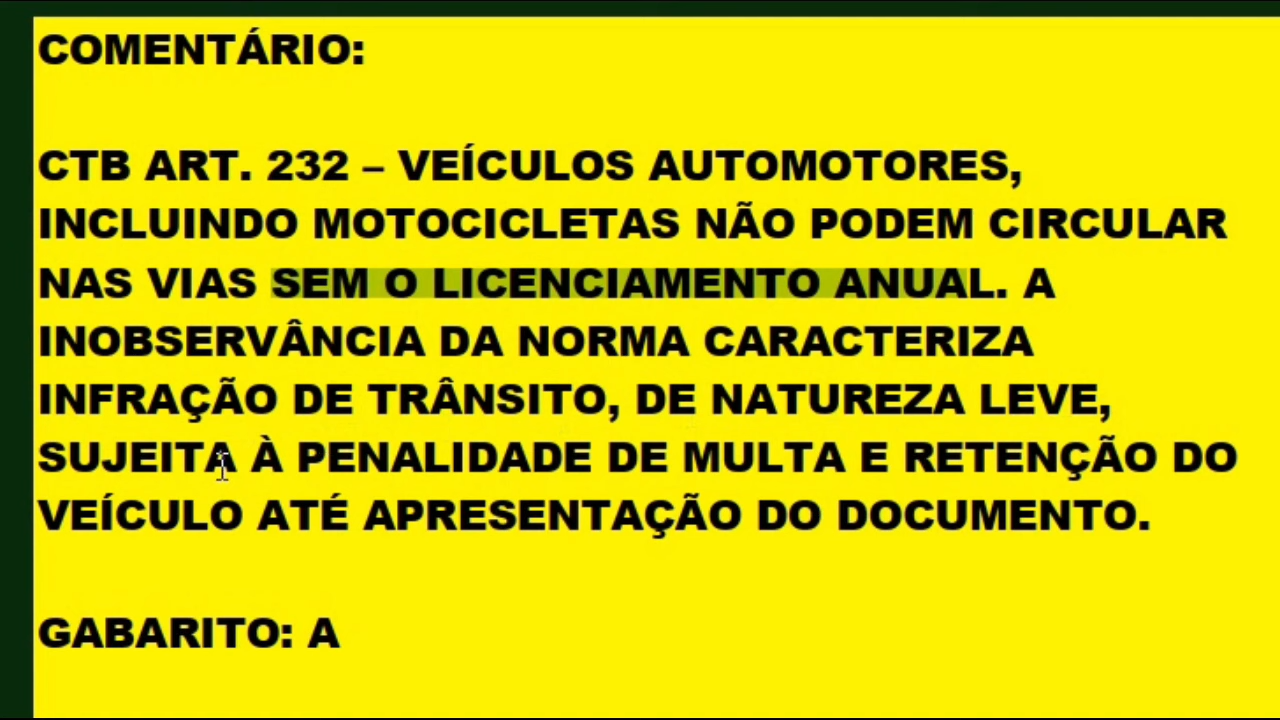 COMENTÁRIO:
CTB ART. 232 – VEÍCULOS AUTOMOTORES,
INCLUINDO MOTOCICLETAS NÃO PODEM CIRCULAR
NAS VIAS SEM O LICENCIAMENTO ANUAL. A
INOBSERVÂNCIA DA NORMA CARACTERIZA
INFRAÇÃO DE TRÂNSITO, DE NATUREZA LEVE,
SUJEITA À PENALIDADE DE MULTA E RETENÇÃO DO
VEÍCULO ATÉ APRESENTAÇÃO DO DOCUMENTO.
GABARITO: A